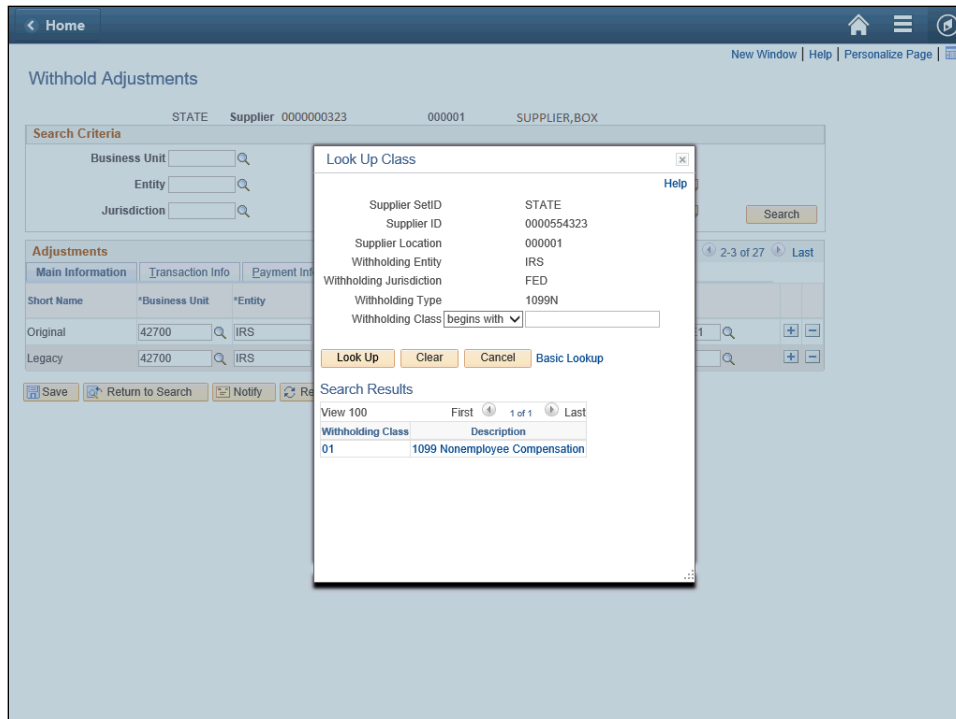 Home
New Window | Help | Personalize Page |
Withhold Adjustments
STATE Supplier 0000000323 000001 SUPPLIER,BOX
Search Criteria
Business Unit
Entity
Jurisdiction
Search
Adjustments 2-3 of 27 Last
Main Information Transaction Info Payment Inf
Short Name *Business Unit *Entity
Original 42700 IRS 1
Legacy 42700 IRS
Save Return to Search Notify Re
Look Up Class
Help
Supplier SetID STATE
Supplier ID 0000554323
Supplier Location 000001
Withholding Entity IRS
Withholding Jurisdiction FED
Withholding Type 1099N
Withholding Class begins with
Look Up Clear Cancel Basic Lookup
Search Results
View 100 First 1 of 1 Last
Withholding Class Description
01 1099 Nonemployee Compensation